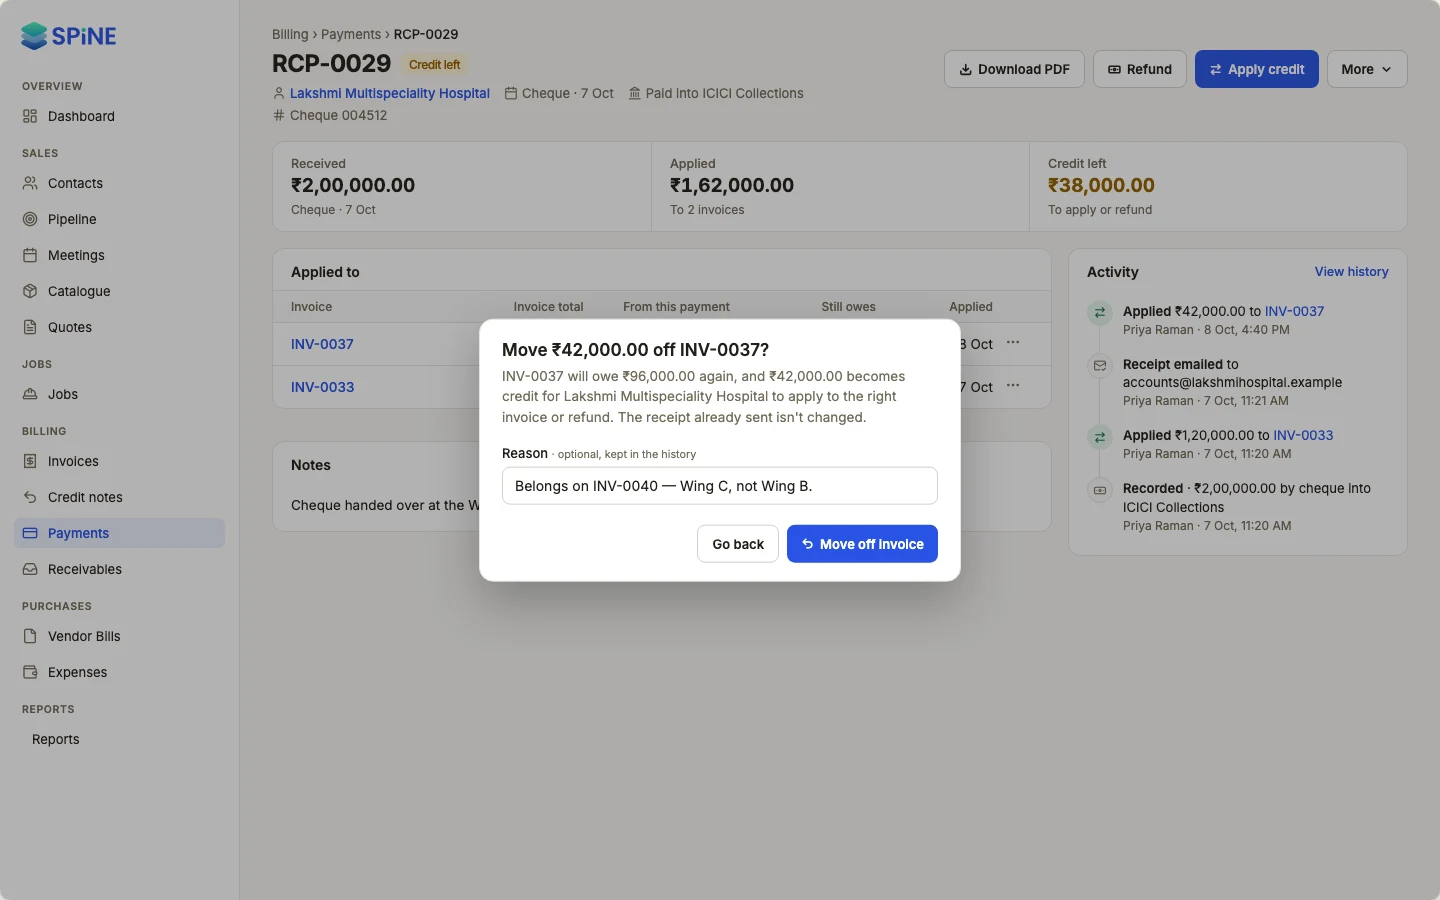 SPiNE
OVERVIEW
Dashboard
SALES
Contacts
Pipeline
Meetings
Catalogue
Quotes
JOBS
Jobs
BILLING
Invoices
Credit notes
Payments
Receivables
PURCHASES
Vendor Bills
Expenses
REPORTS
Reports
Billing › Payments › RCP-0029
RCP-0029 Credit left
Lakshmi Multispeciality Hospital Cheque · 7 Oct Paid into ICICI Collections
# Cheque 004512
Download PDF Refund Apply credit More
Received
₹2,00,000.00
Cheque · 7 Oct
Applied
₹1,62,000.00
To 2 invoices
Credit left
₹38,000.00
To apply or refund
Applied to
Invoice Invoice total From this payment Still owes Applied
INV-0037 8 Oct ···
INV-0033 7 Oct ···
Notes
Cheque handed over at the
Move ₹42,000.00 off INV-0037?
INV-0037 will owe ₹96,000.00 again, and ₹42,000.00 becomes
credit for Lakshmi Multispeciality Hospital to apply to the right
invoice or refund. The receipt already sent isn't changed.
Reason · optional, kept in the history
Belongs on INV-0040 — Wing C, not Wing B.
Go back Move off invoice
Activity View history
Applied ₹42,000.00 to INV-0037
Priya Raman · 8 Oct, 4:40 PM
Receipt emailed to
accounts@lakshmihospital.example
Priya Raman · 7 Oct, 11:21 AM
Applied ₹1,20,000.00 to INV-0033
Priya Raman · 7 Oct, 11:20 AM
Recorded · ₹2,00,000.00 by cheque into
ICICI Collections
Priya Raman · 7 Oct, 11:20 AM